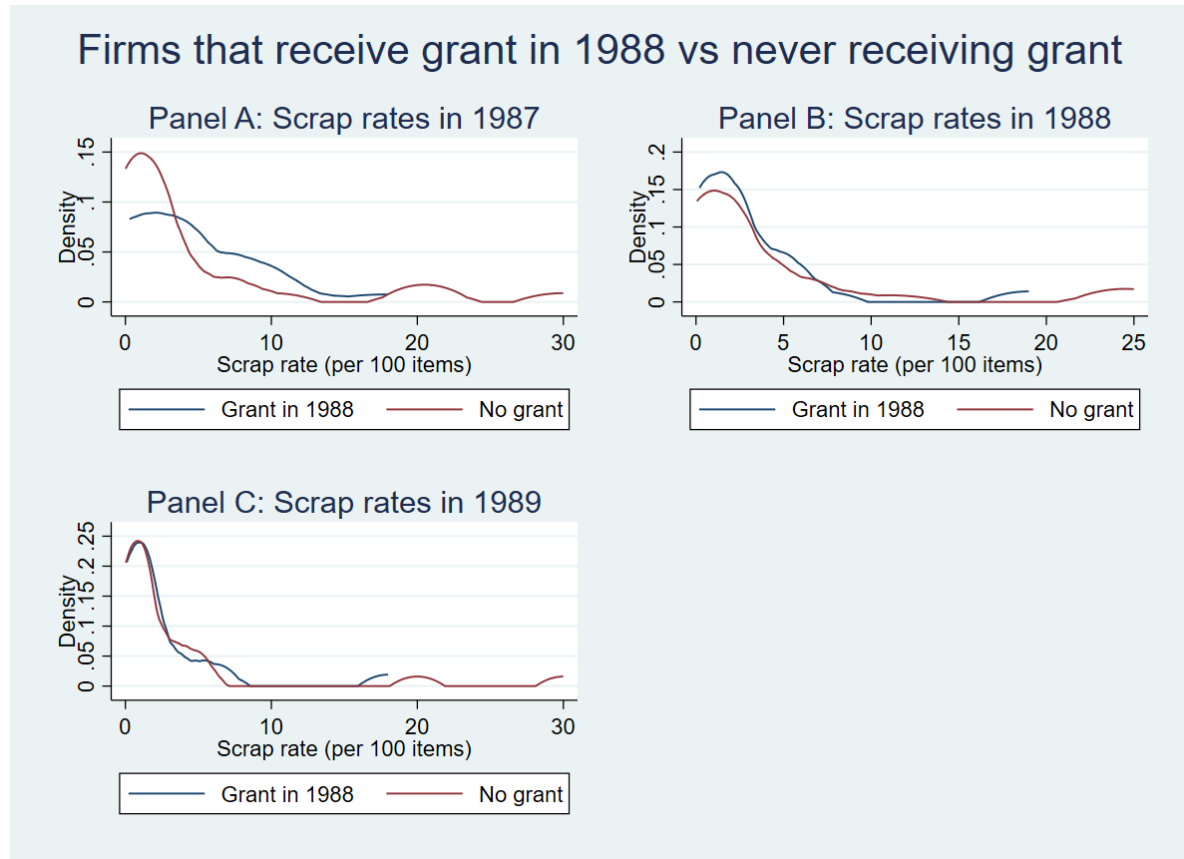 Firms that receive grant in 1988 vs never receiving grant
Panel A: Scrap rates in 1987
Density
0 .05 .1 .15
0 10 20 30
Scrap rate (per 100 items)
Grant in 1988 No grant
Panel B: Scrap rates in 1988
Density
0 .05 .1 .15 .2
0 5 10 15 20 25
Scrap rate (per 100 items)
Grant in 1988 No grant
Panel C: Scrap rates in 1989
Density
0 .05 .1 .15 .2 .25
0 10 20 30
Scrap rate (per 100 items)
Grant in 1988 No grant